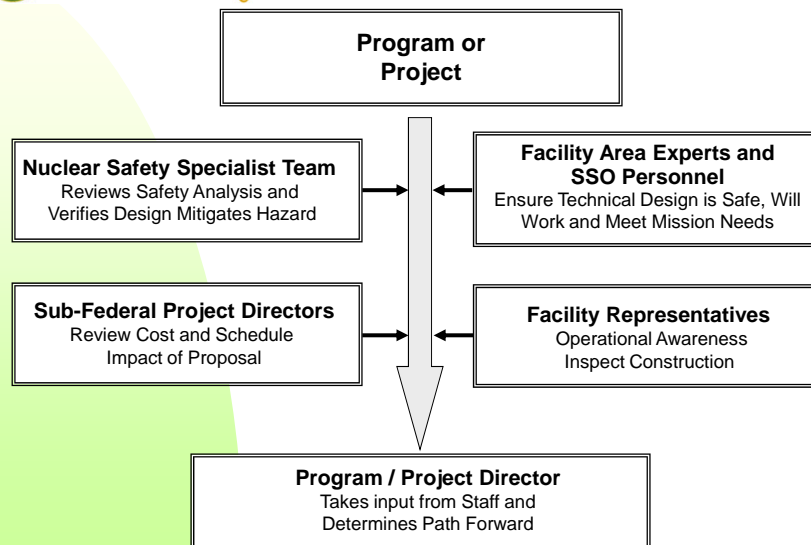 Program or
Project
Nuclear Safety Specialist Team
Reviews Safety Analysis and
Verifies Design Mitigates Hazard
Facility Area Experts and
SSO Personnel
Ensure Technical Design is Safe, Will
Work and Meet Mission Needs
Sub-Federal Project Directors
Review Cost and Schedule
Impact of Proposal
Facility Representatives
Operational Awareness
Inspect Construction
Program / Project Director
Takes input from Staff and
Determines Path Forward